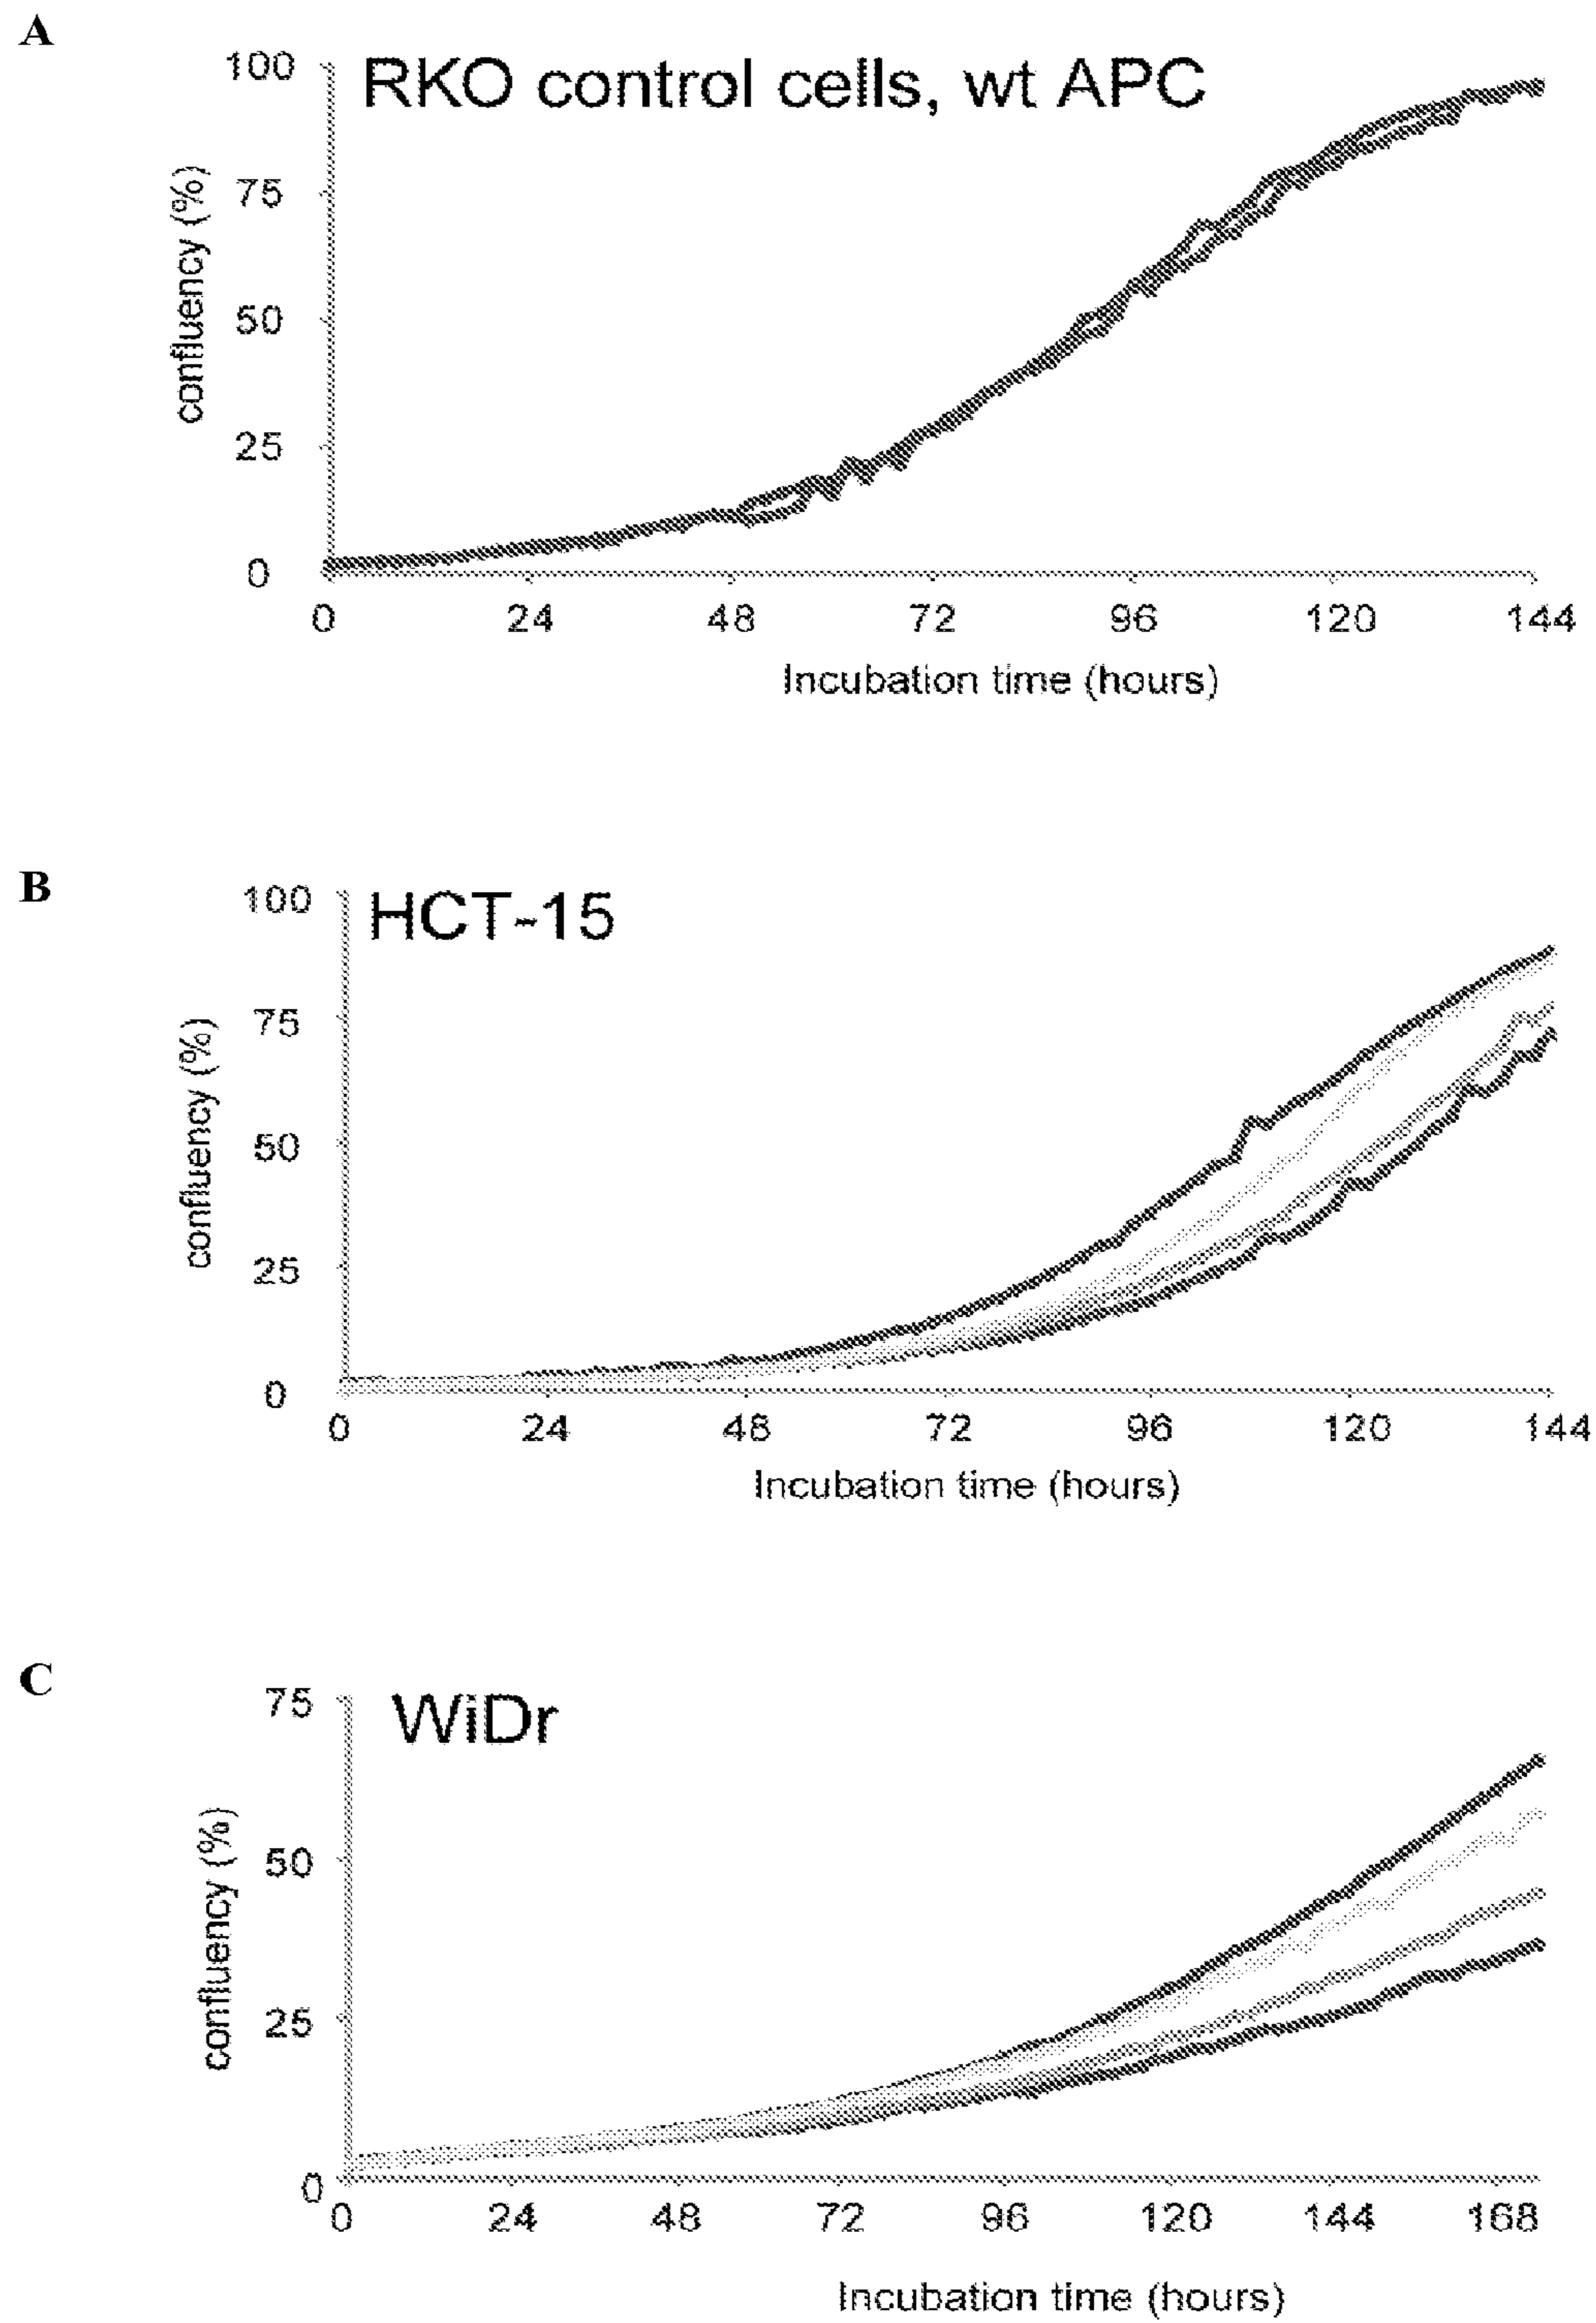 A
RKO control cells, wt APC
100
75
50
25
0
confluency (%)
0 24 48 72 96 120 144
Incubation time (hours)
B
HCT-15
100
75
50
25
0
confluency (%)
0 24 48 72 96 120 144
Incubation time (hours)
C
WiDr
75
50
25
0
confluency (%)
0 24 48 72 96 120 144 168
Incubation time (hours)